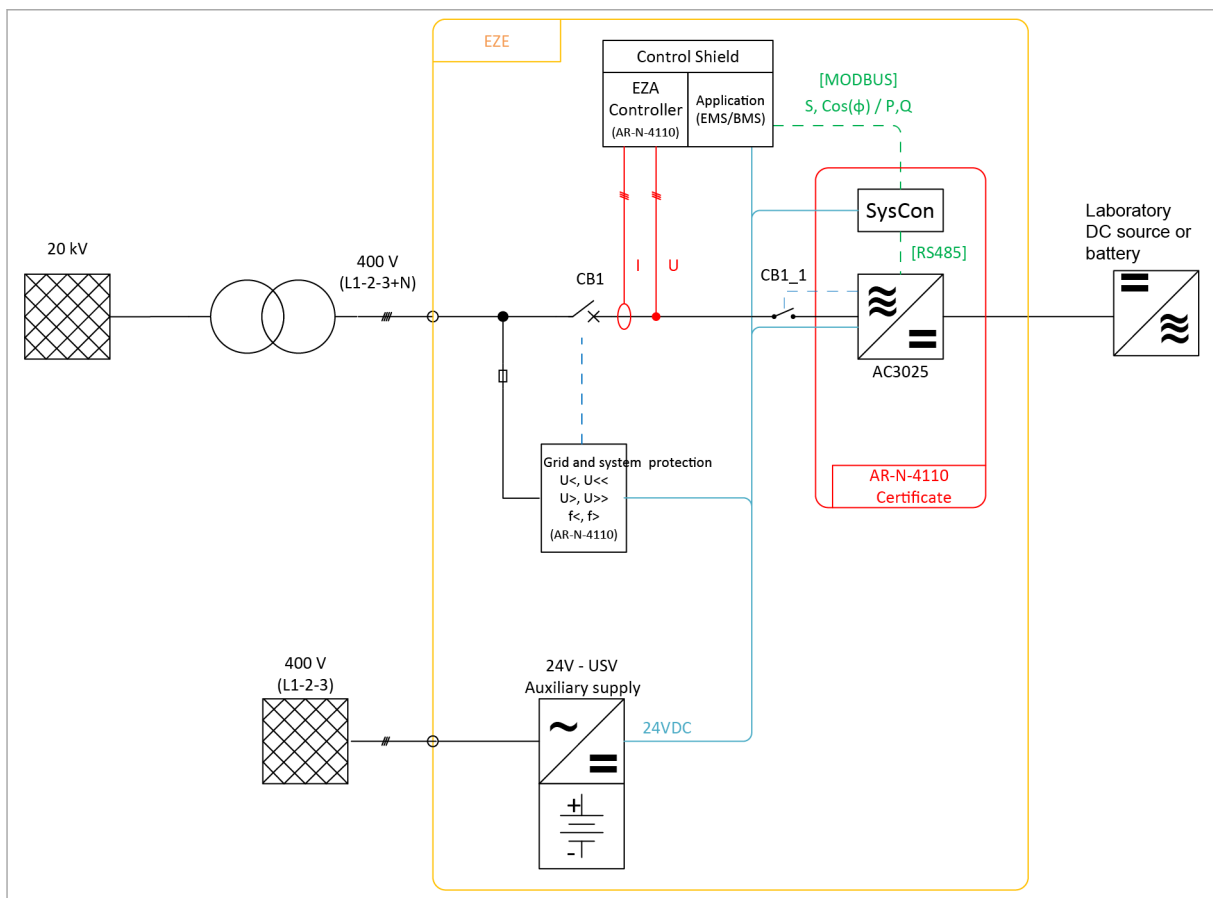 EZE
Control Shield
EZA
Controller
(AR-N-4110)
Application
(EMS/BMS)
[MODBUS]
S, Cos(ϕ) / P,Q
SysCon
[RS485]
Laboratory
DC source or
battery
20 kV
400 V
(L1-2-3+N)
CB1
I
U
CB1_1
AC3025
Grid and system protection
U<, U<<
U>, U>>
f<, f>
(AR-N-4110)
AR-N-4110
Certificate
400 V
(L1-2-3)
24V - USV
Auxiliary supply
24VDC
+
-